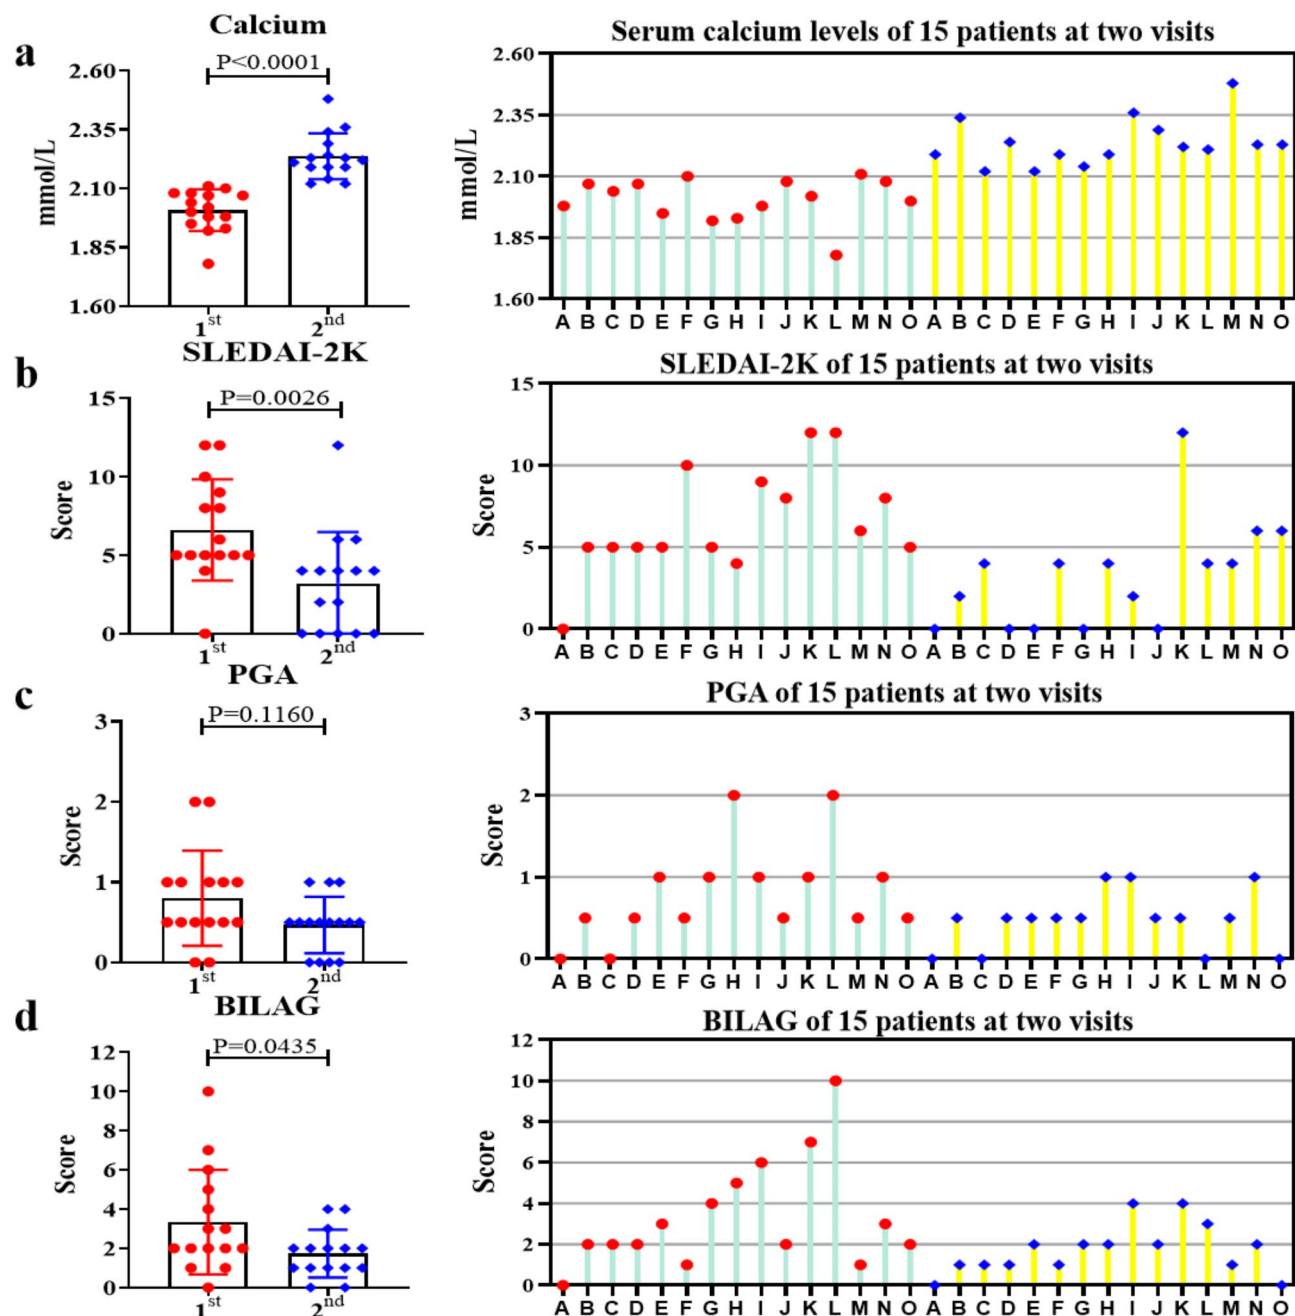 a
Calcium
P<0.0001
mmol/L
2.60
2.35
2.10
1.85
1.60
1st
2nd
Serum calcium levels of 15 patients at two visits
mmol/L
2.60
2.35
2.10
1.85
1.60
A B C D E F G H I J K L M N O A B C D E F G H I J K L M N O
b
SLEDAI-2K
P=0.0026
Score
15
10
5
0
1st
2nd
SLEDAI-2K of 15 patients at two visits
Score
15
10
5
0
A B C D E F G H I J K L M N O A B C D E F G H I J K L M N O
c
PGA
P=0.1160
Score
3
2
1
0
1st
2nd
PGA of 15 patients at two visits
Score
3
2
1
0
A B C D E F G H I J K L M N O A B C D E F G H I J K L M N O
d
BILAG
P=0.0435
Score
12
10
8
6
4
2
0
1st
2nd
BILAG of 15 patients at two visits
Score
12
10
8
6
4
2
0
A B C D E F G H I J K L M N O A B C D E F G H I J K L M N O